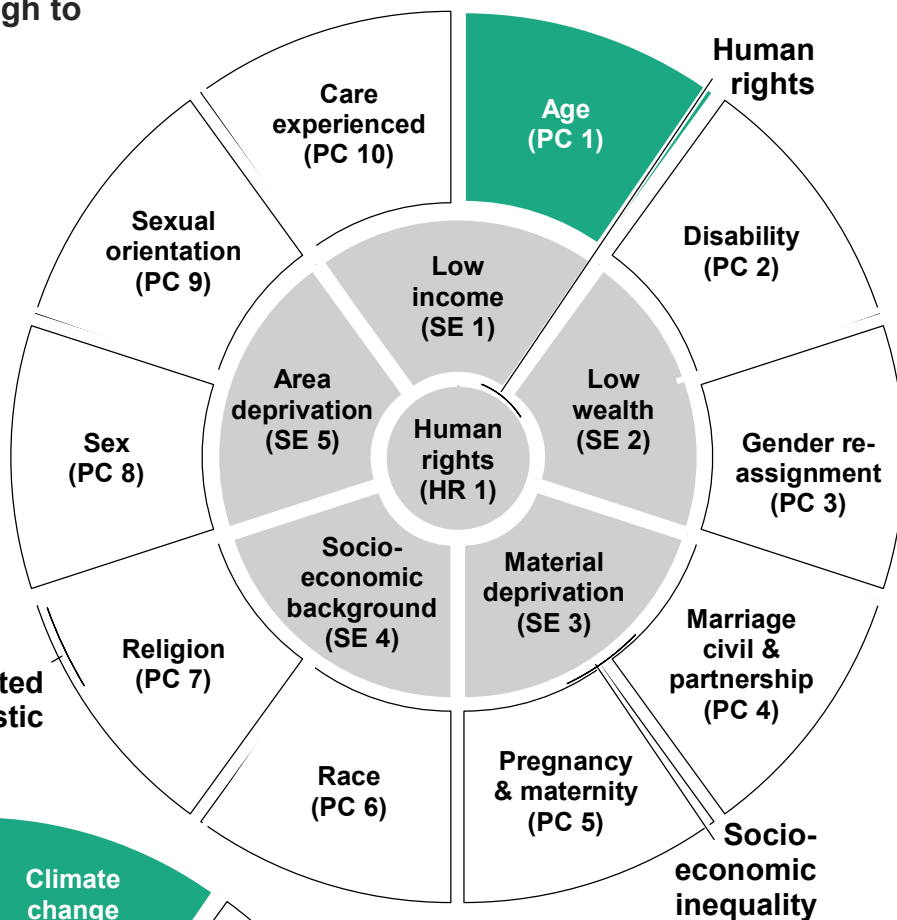 gh to
Human
rights
Care
experienced
(PC 10)
Age
(PC 1)
Sexual
orientation
(PC 9)
Disability
(PC 2)
Low
income
(SE 1)
Area
deprivation
(SE 5)
Low
wealth
(SE 2)
Human
rights
(HR 1)
Sex
(PC 8)
Gender re-
assignment
(PC 3)
Socio-
economic
background
(SE 4)
Material
deprivation
(SE 3)
Religion
(PC 7)
Marriage
civil &
partnership
(PC 4)
ted
stic
Race
(PC 6)
Pregnancy
& maternity
(PC 5)
Socio-
economic
inequality
Climate
change